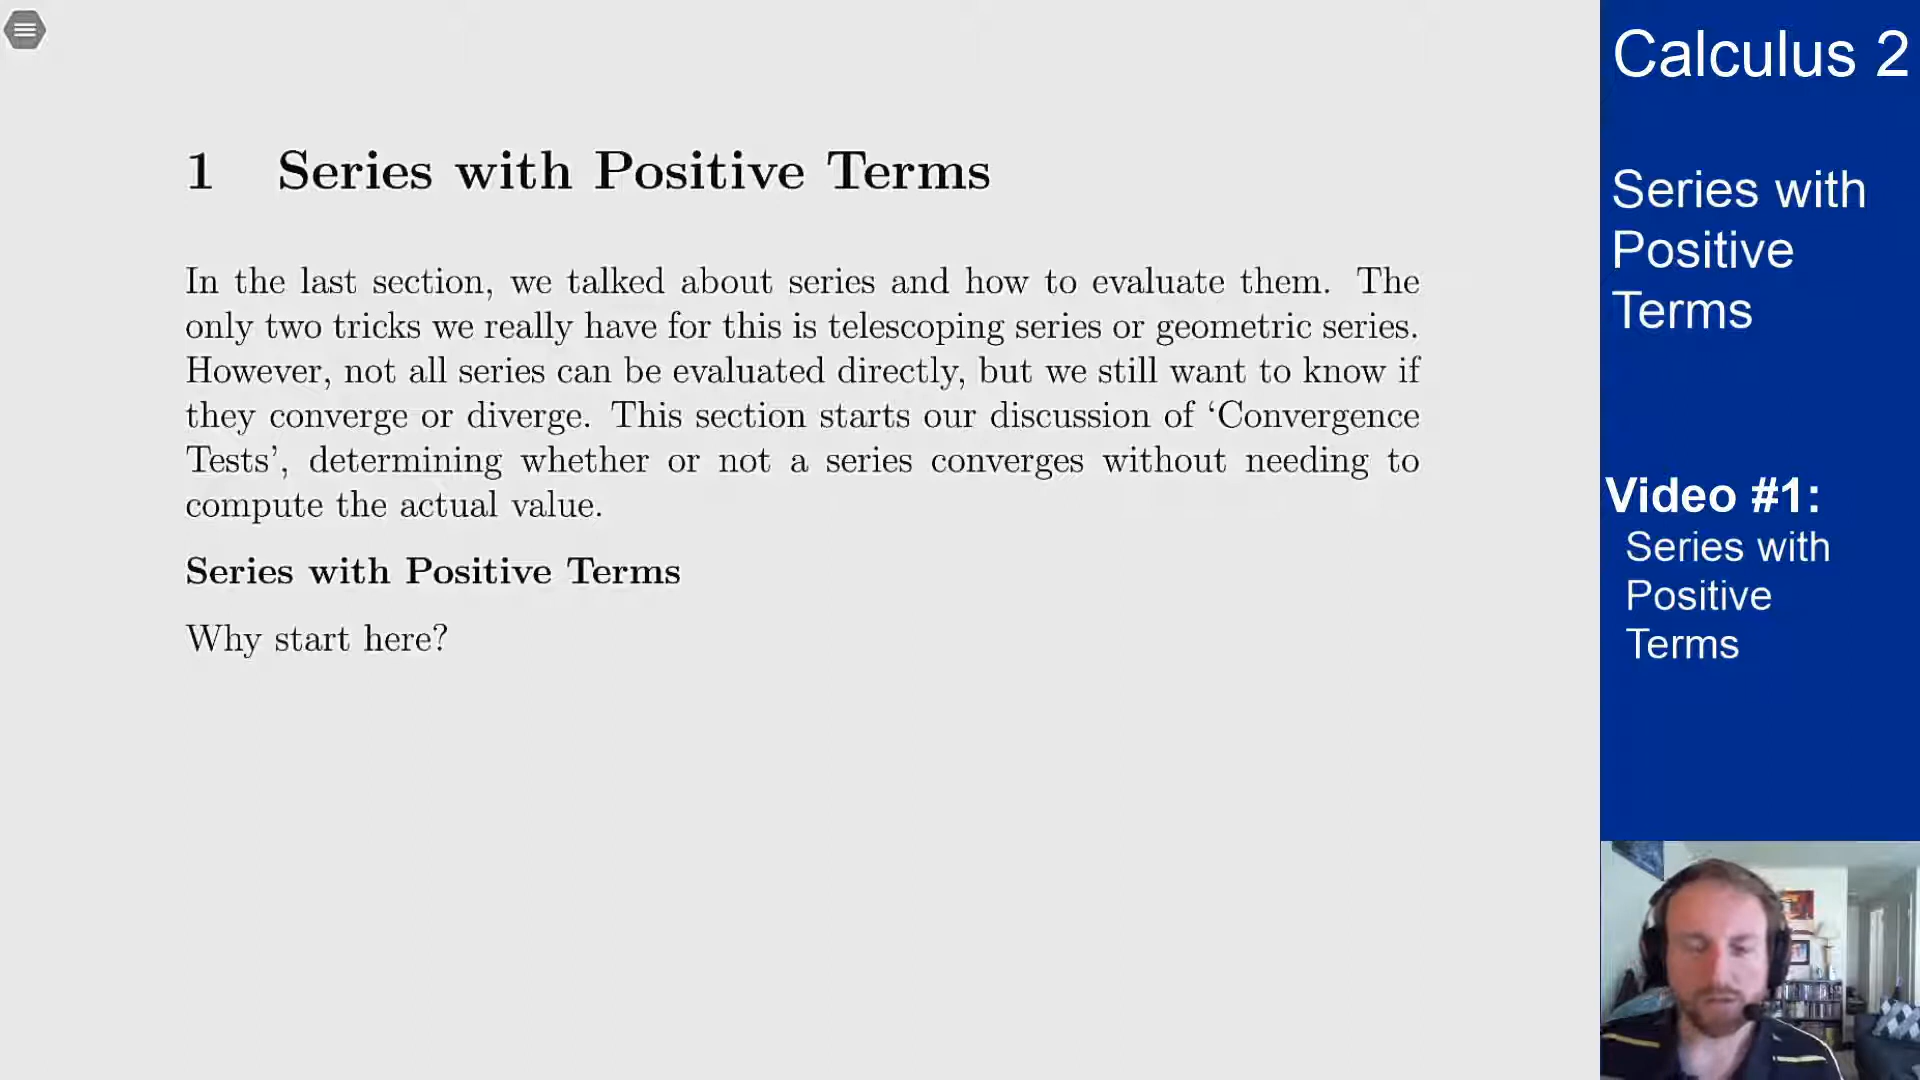 1 Series with Positive Terms
In the last section, we talked about series and how to evaluate them. The
only two tricks we really have for this is telescoping series or geometric series.
However, not all series can be evaluated directly, but we still want to know if
they converge or diverge. This section starts our discussion of ‘Convergence
Tests’, determining whether or not a series converges without needing to
compute the actual value.
Series with Positive Terms
Why start here?
Calculus 2
Series with
Positive
Terms
Video #1:
Series with
Positive
Terms